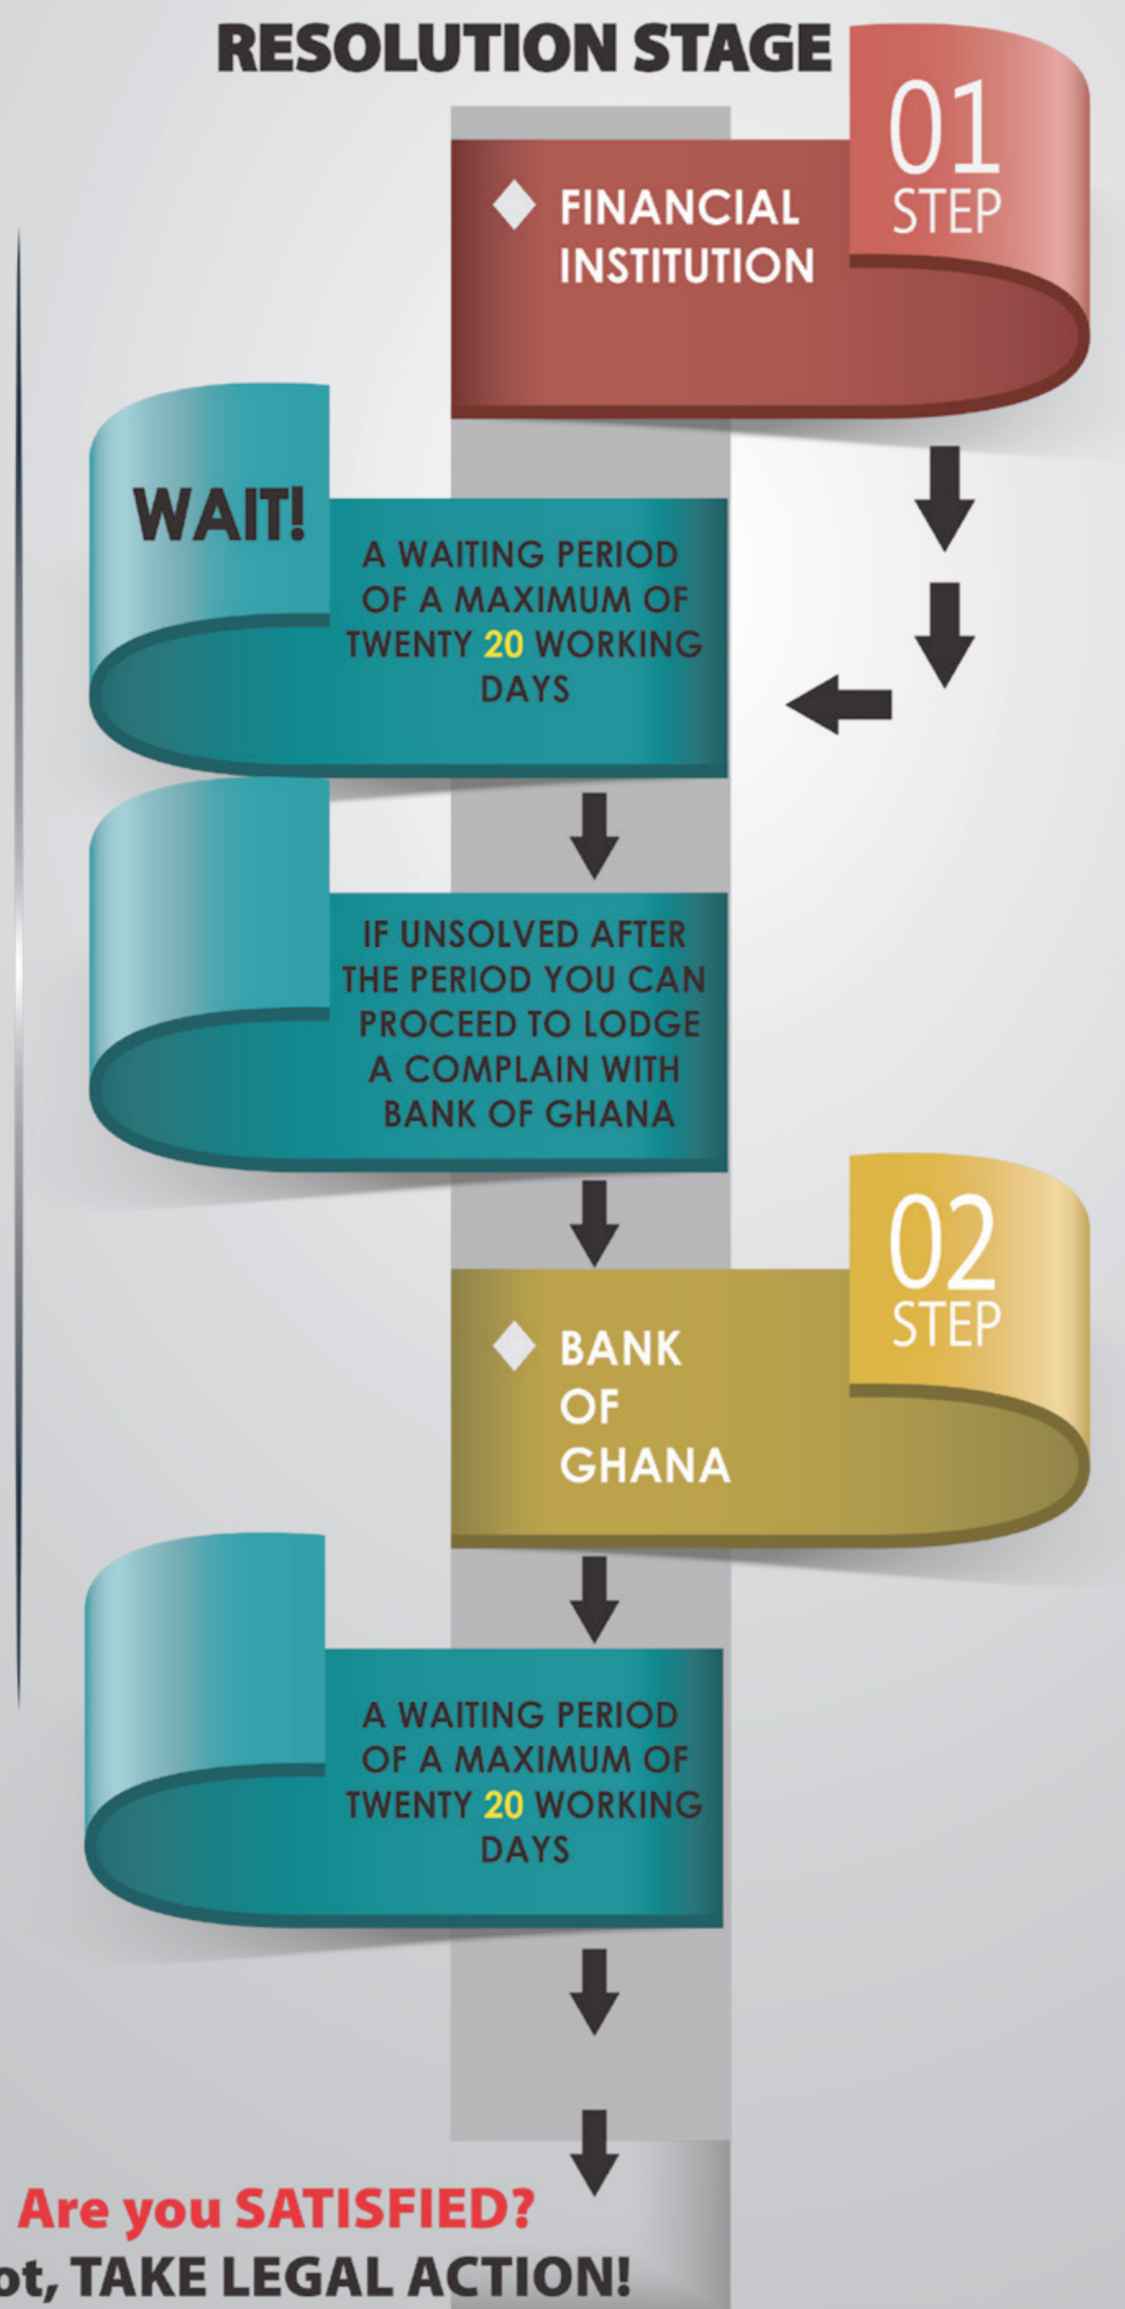 RESOLUTION STAGE
01
STEP
FINANCIAL
INSTITUTION
WAIT!
A WAITING PERIOD
OF A MAXIMUM OF
TWENTY 20 WORKING
DAYS
IF UNSOLVED AFTER
THE PERIOD YOU CAN
PROCEED TO LODGE
A COMPLAIN WITH
BANK OF GHANA
02
STEP
BANK
OF
GHANA
A WAITING PERIOD
OF A MAXIMUM OF
TWENTY 20 WORKING
DAYS
Are you SATISFIED?
ot, TAKE LEGAL ACTION!